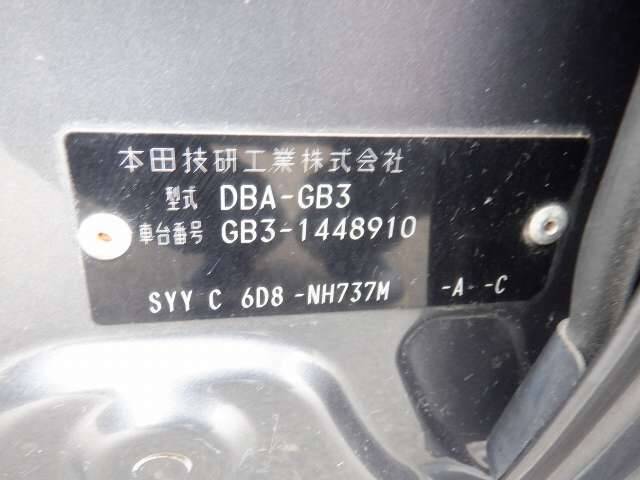 本田技研工業株式会社
型式 DBA-GB3
車台番号 GB3-1448910
SYY C 6D8 -NH737M -A -C